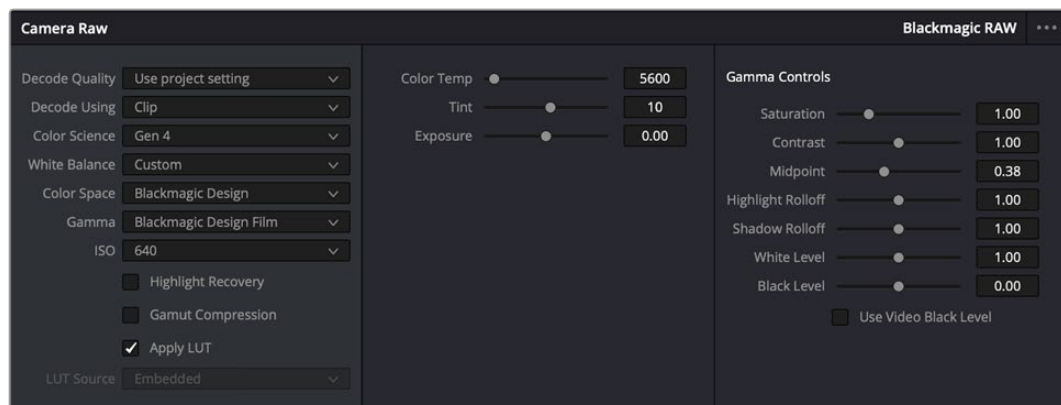 Camera Raw
Blackmagic RAW
Decode Quality Use project setting
Decode Using Clip
Color Science Gen 4
White Balance Custom
Color Space Blackmagic Design
Gamma Blackmagic Design Film
ISO 640
Highlight Recovery
Gamut Compression
Apply LUT
LUT Source Embedded
Color Temp 5600
Tint 10
Exposure 0.00
Gamma Controls
Saturation 1.00
Contrast 1.00
Midpoint 0.38
Highlight Rolloff 1.00
Shadow Rolloff 1.00
White Level 1.00
Black Level 0.00
Use Video Black Level